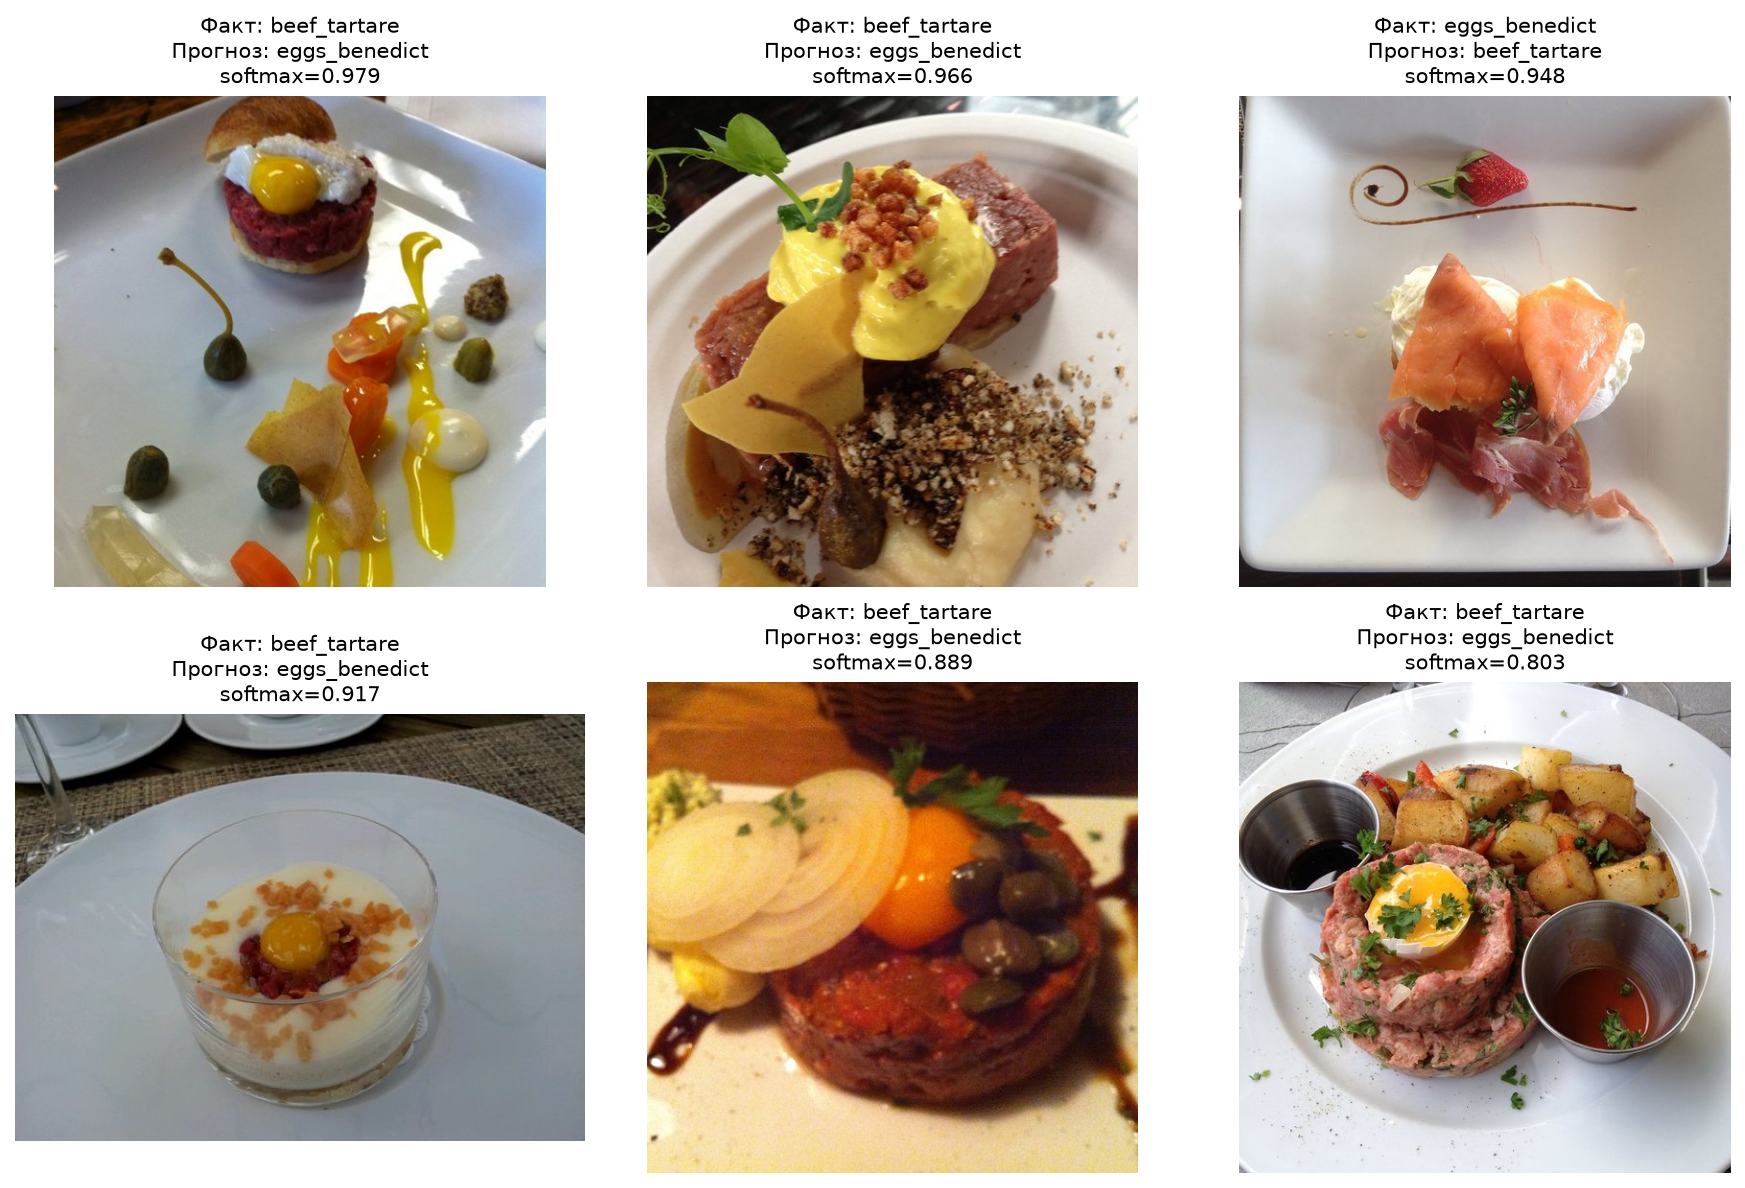 Факт: beef_tartare
Прогноз: eggs_benedict
softmax=0.979
Факт: beef_tartare
Прогноз: eggs_benedict
softmax=0.966
Факт: eggs_benedict
Прогноз: beef_tartare
softmax=0.948
Факт: beef_tartare
Прогноз: eggs_benedict
softmax=0.917
Факт: beef_tartare
Прогноз: eggs_benedict
softmax=0.889
Факт: beef_tartare
Прогноз: eggs_benedict
softmax=0.803